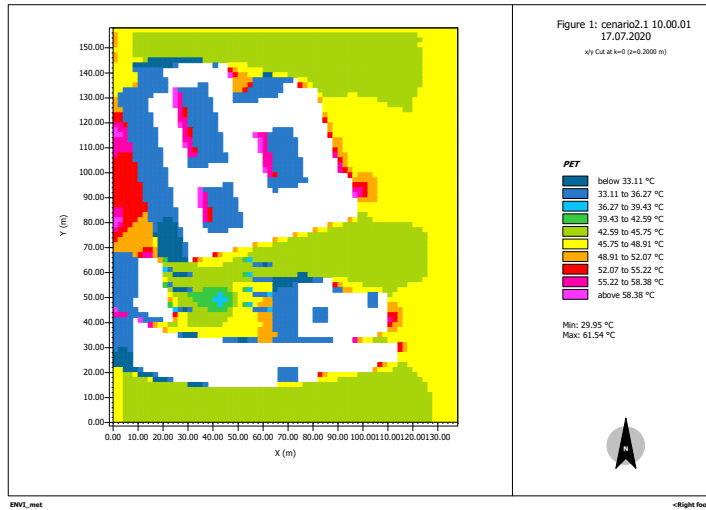 Figure 1: cenario2.1 10.00.01
17.07.2020
x/y Cut at k=0 (z=0.2000 m)
150.00
140.00
130.00
120.00
110.00
100.00
90.00
80.00
70.00
60.00
50.00
40.00
30.00
20.00
10.00
0.00
Y (m)
0.00 10.00 20.00 30.00 40.00 50.00 60.00 70.00 80.00 90.00 100.00110.00120.00130.00
X (m)
PET
below 33.11 °C
33.11 to 36.27 °C
36.27 to 39.43 °C
39.43 to 42.59 °C
42.59 to 45.75 °C
45.75 to 48.91 °C
48.91 to 52.07 °C
52.07 to 55.22 °C
55.22 to 58.38 °C
above 58.38 °C
Min: 29.95 °C
Max: 61.54 °C
N
ENVI_met
<Right foo